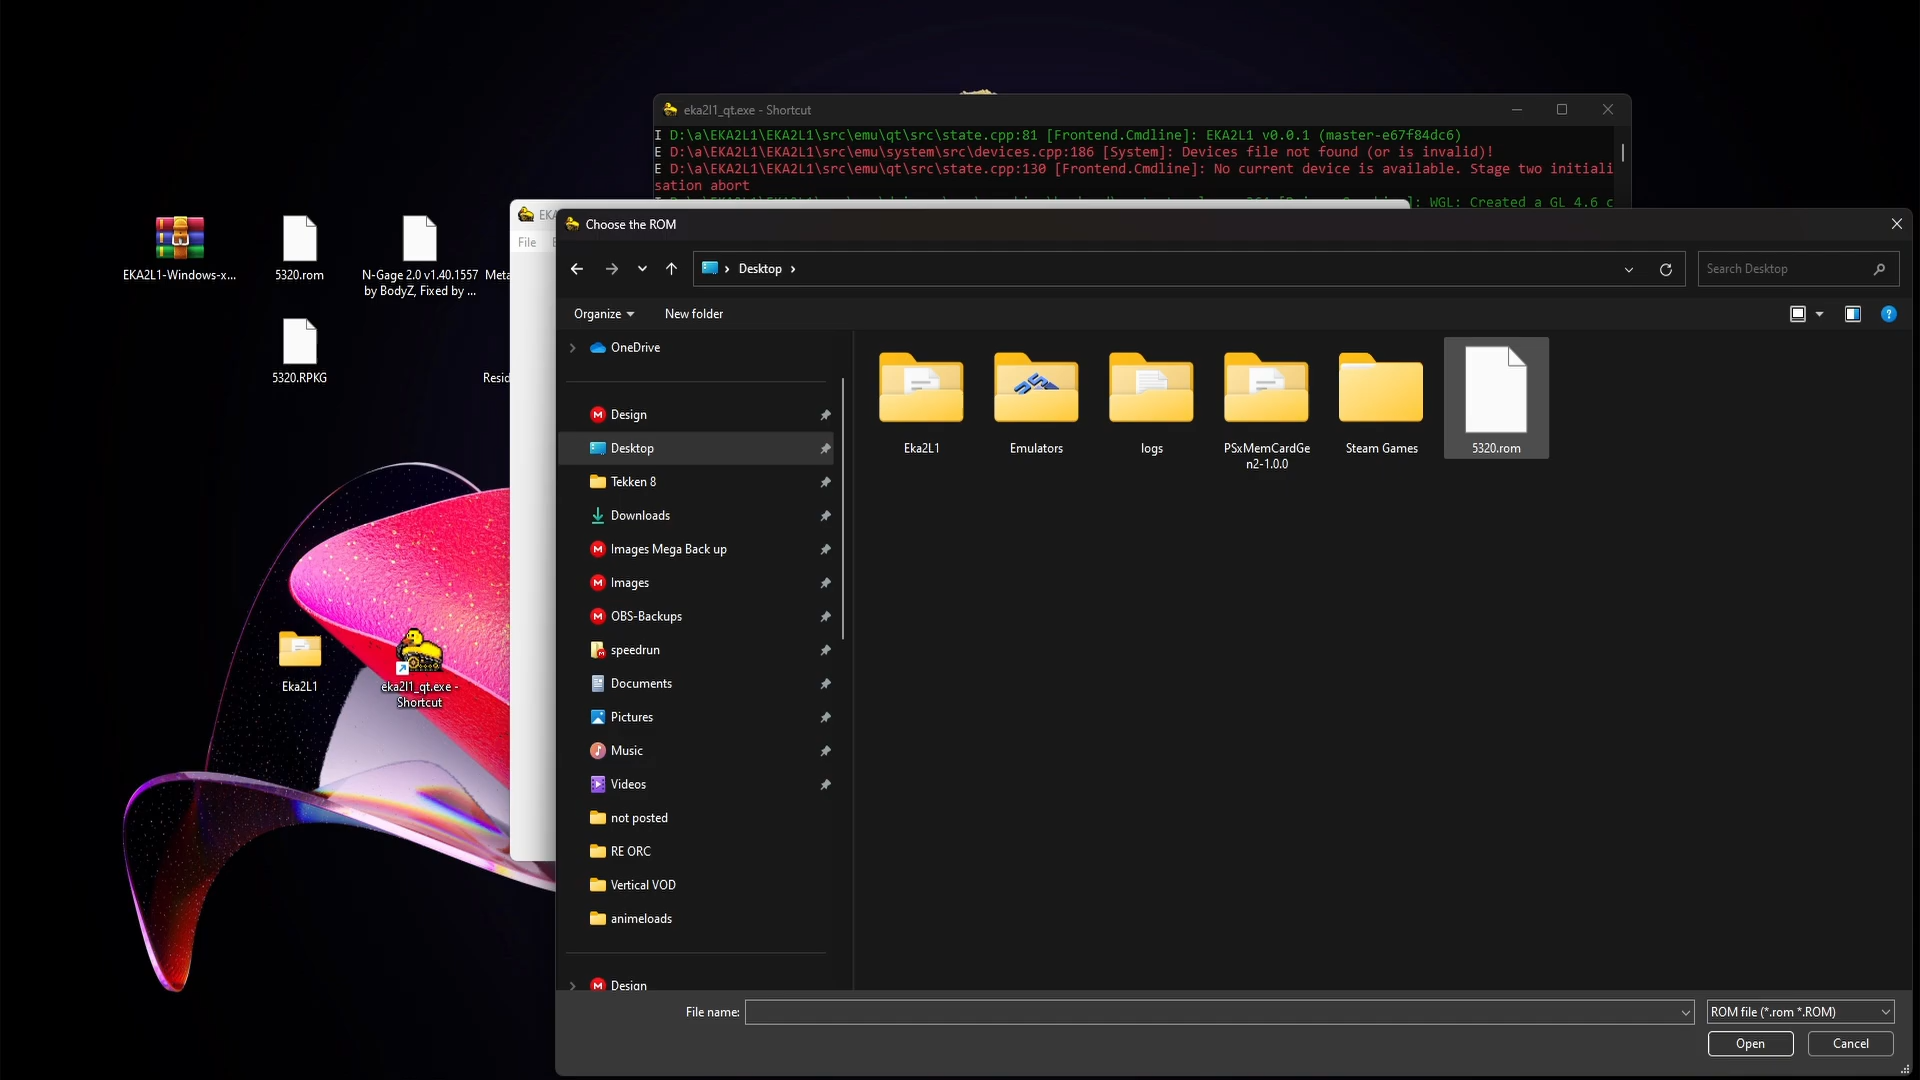 eka2l1_qt.exe - Shortcut
I D:\a\EKA2L1\EKA2L1\src\emu\qt\src\state.cpp:81 [Frontend.Cmdline]: EKA2L1 v0.0.1 (master-e67f84dc6)
E D:\a\EKA2L1\EKA2L1\src\emu\system\src\devices.cpp:186 [System]: Devices file not found (or is invalid)!
E D:\a\EKA2L1\EKA2L1\src\emu\qt\src\state.cpp:130 [Frontend.Cmdline]: No current device is available. Stage two initiali
sation abort
]: WGL: Created a GL 4.6 c
EKA
File
Choose the ROM
Desktop
Search Desktop
Organize
New folder
OneDrive
Design
Desktop
Tekken 8
Downloads
Images Mega Back up
Images
OBS-Backups
speedrun
Documents
Pictures
Music
Videos
not posted
RE ORC
Vertical VOD
animeloads
Design
Eka2L1
Emulators
logs
PSxMemCardGe
n2-1.0.0
Steam Games
5320.rom
File name:
ROM file (*.rom *.ROM)
Open
Cancel
EKA2L1-Windows-x...
5320.rom
N-Gage 2.0 v1.40.1557
by BodyZ, Fixed by ...
Meta
5320.RPKG
Resid
Eka2L1
eka2l1_qt.exe -
Shortcut